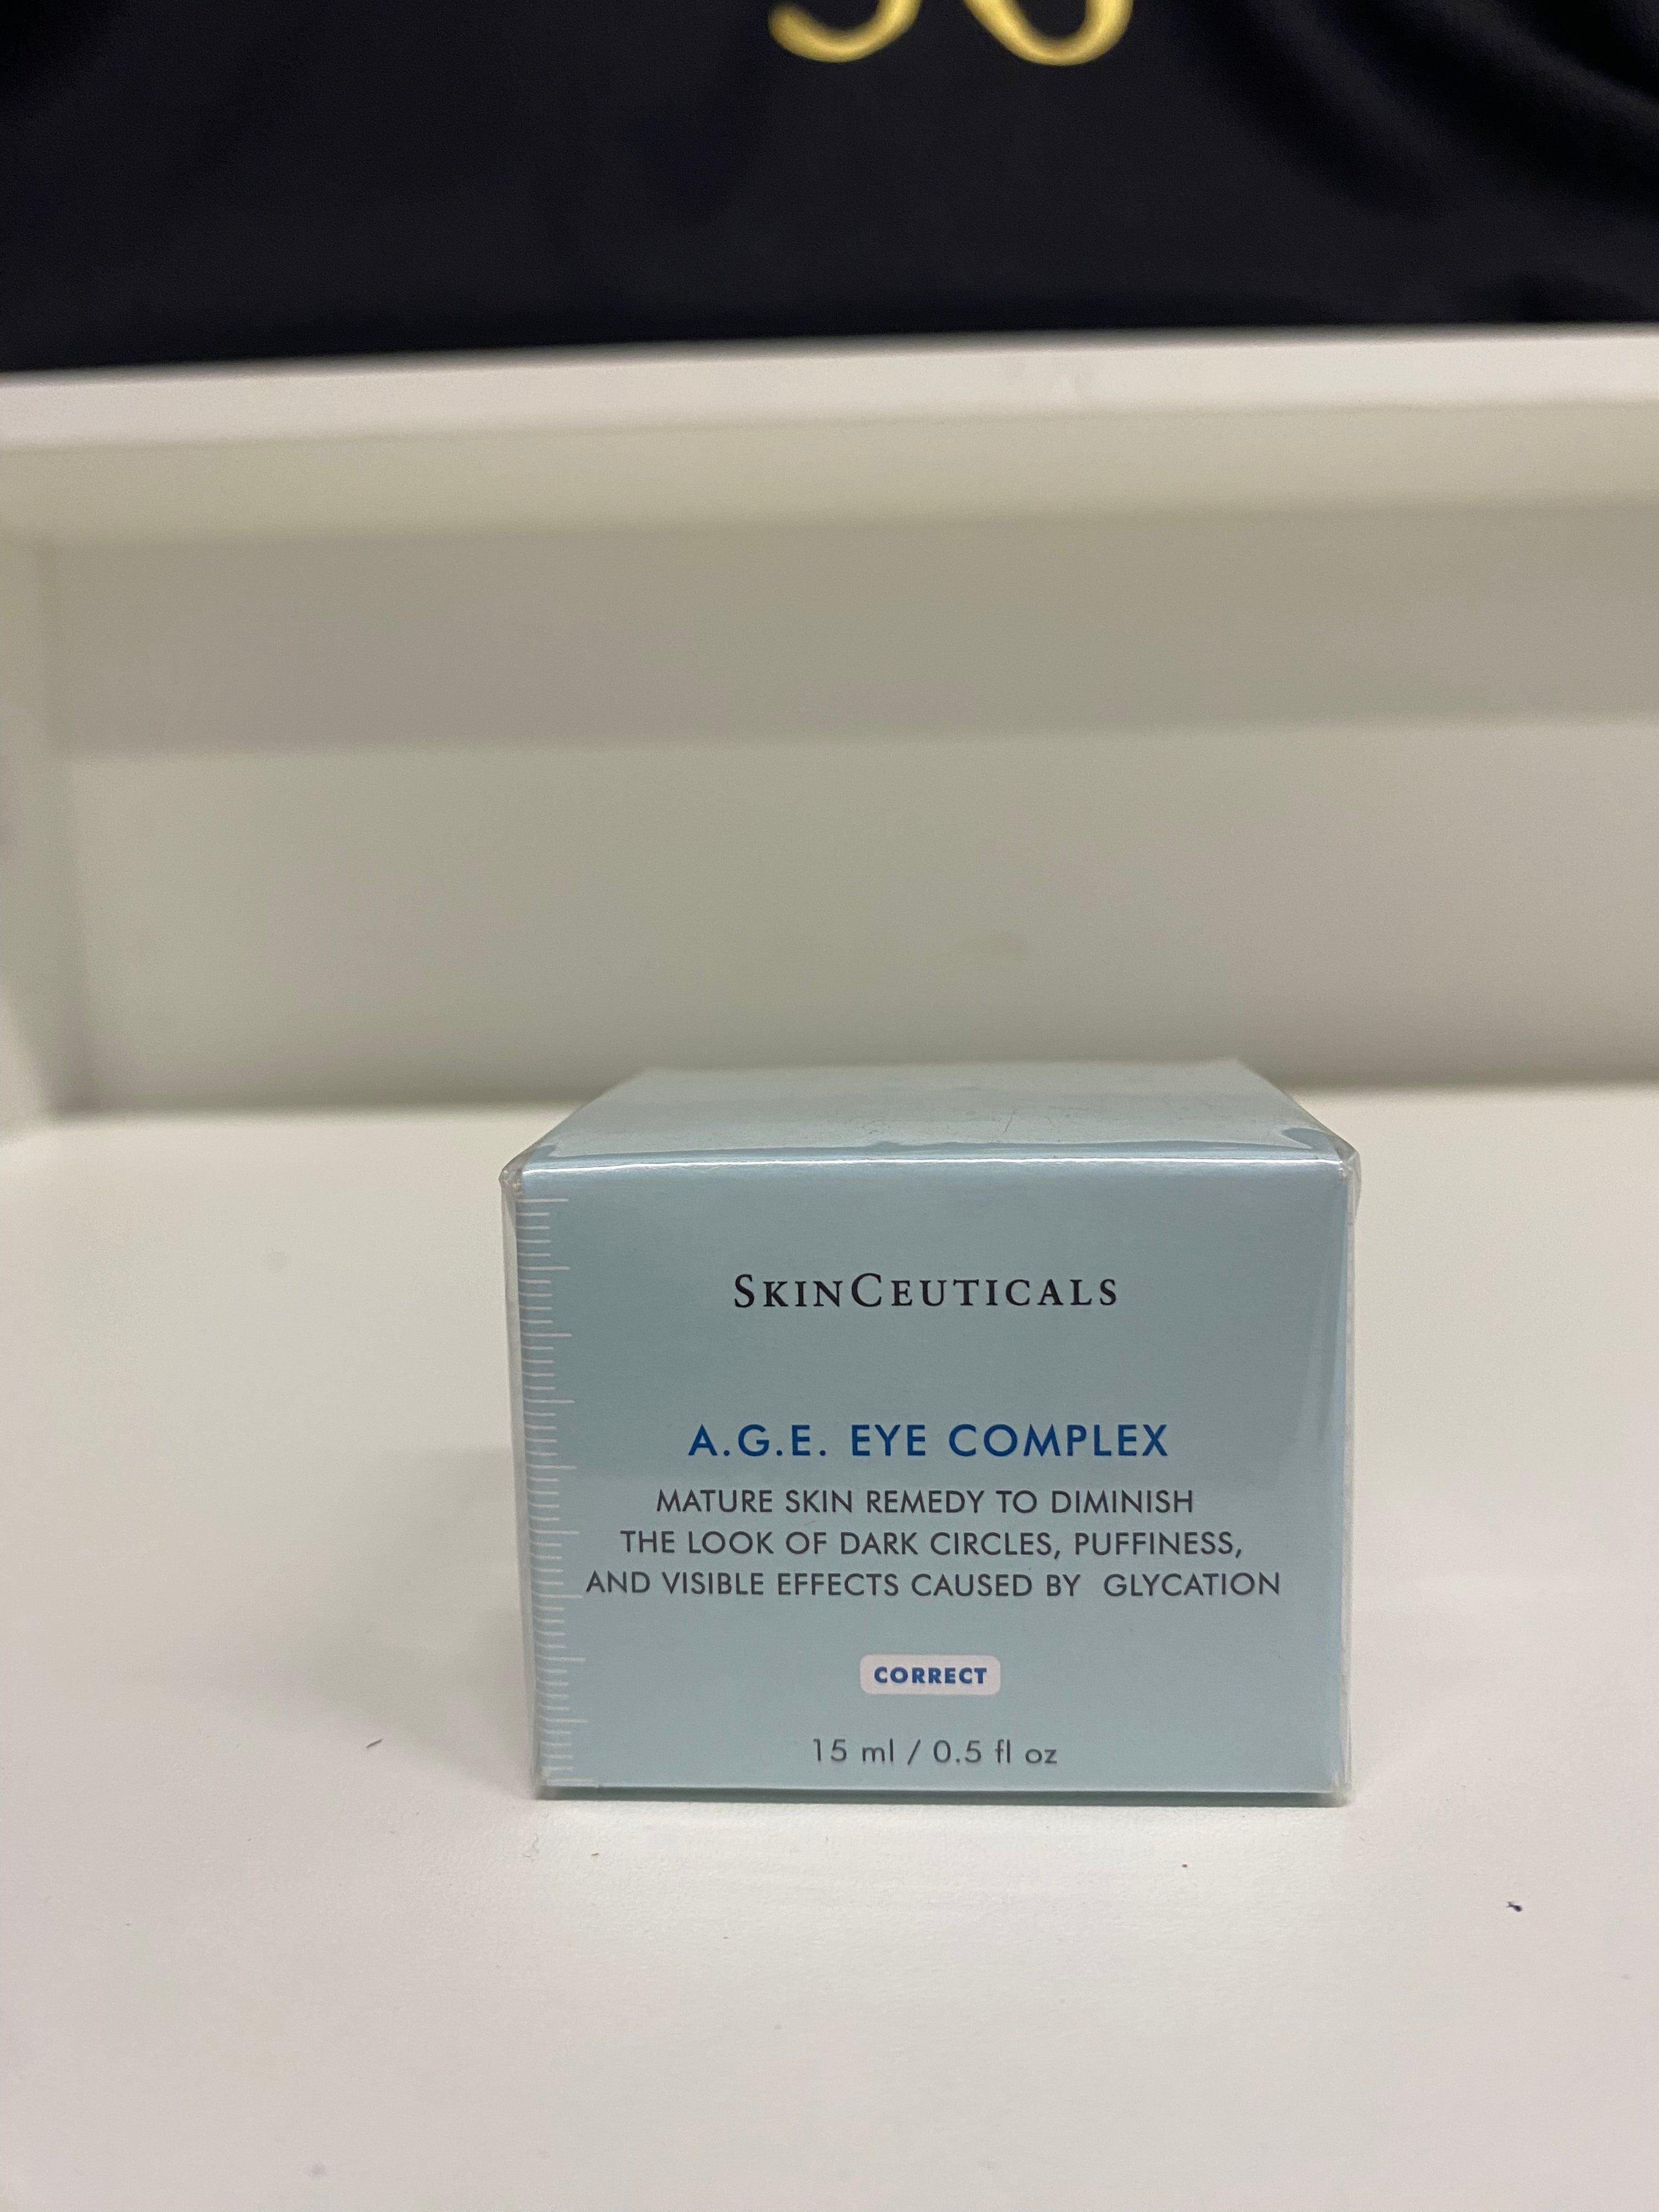 SKINCEUTICALS
A.G.E. EYE COMPLEX
MATURE SKIN REMEDY TO DIMINISH
THE LOOK OF DARK CIRCLES, PUFFINESS,
AND VISIBLE EFFECTS CAUSED BY GLYCATION
CORRECT
15 ml / 0.5 fl oz